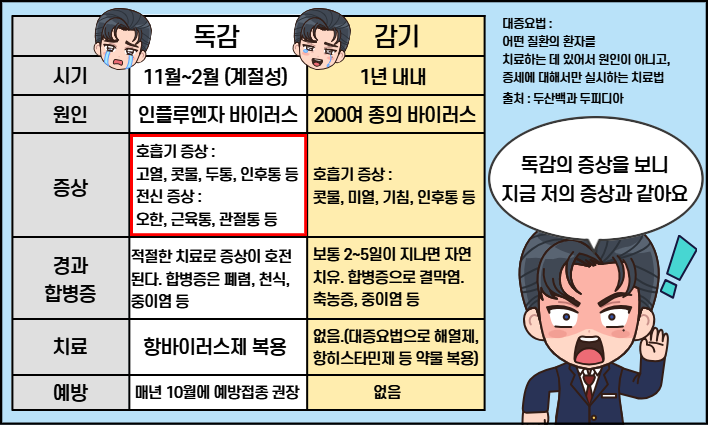 독감
감기
시기
11월~2월 (계절성)
1년 내내
원인
인플루엔자 바이러스
200여 종의 바이러스
증상
호흡기 증상 :
고열, 콧물, 두통, 인후통 등
전신 증상 :
오한, 근육통, 관절통 등
호흡기 증상 :
콧물, 미열, 기침, 인후통 등
경과
합병증
적절한 치료로 증상이 호전
된다. 합병증은 폐렴, 천식,
중이염 등
보통 2~5일이 지나면 자연
치유. 합병증으로 결막염.
축농증, 중이염 등
치료
항바이러스제 복용
없음.(대증요법으로 해열제,
항히스타민제 등 약물 복용)
예방
매년 10월에 예방접종 권장
없음
대증요법 :
어떤 질환의 환자를
치료하는 데 있어서 원인이 아니고,
증세에 대해서만 실시하는 치료법
출처 : 두산백과 두피디아
독감의 증상을 보니
지금 저의 증상과 같아요